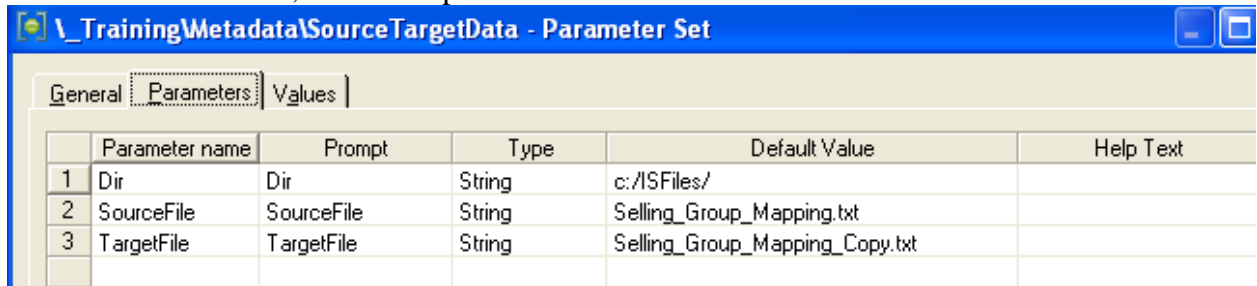 \_Training\Metadata\SourceTargetData - Parameter Set
General Parameters Values
Parameter name Prompt Type Default Value Help Text
1 Dir Dir String c:/ISFiles/
2 SourceFile SourceFile String Selling_Group_Mapping.txt
3 TargetFile TargetFile String Selling_Group_Mapping_Copy.txt